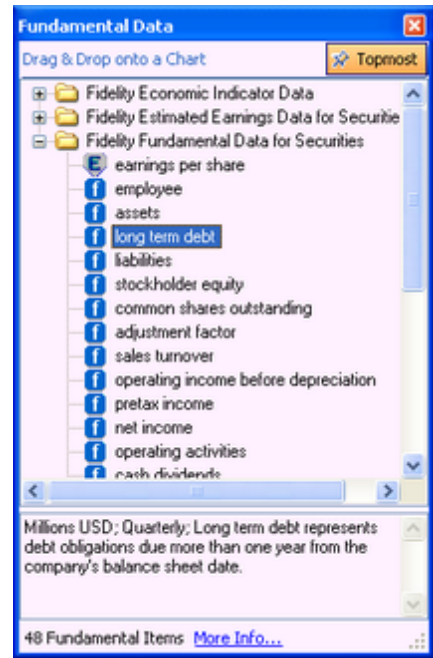 Fundamental Data
Drag & Drop onto a Chart
Topmost
Fidelity Economic Indicator Data
Fidelity Estimated Earnings Data for Securitie
Fidelity Fundamental Data for Securities
E earnings per share
f employee
f assets
f long term debt
f liabilities
f stockholder equity
f common shares outstanding
f adjustment factor
f sales turnover
f operating income before depreciation
f pretax income
f net income
f operating activities
f cash dividends
Millions USD; Quarterly; Long term debt represents
debt obligations due more than one year from the
company's balance sheet date.
48 Fundamental Items More Info...